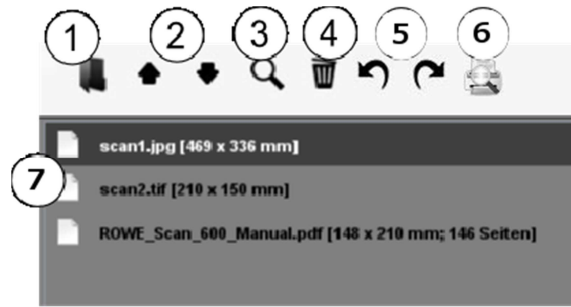 1 2 3 4 5 6
scan1.jpg [469 x 336 mm]
7
scan2.tif [210 x 150 mm]
ROWE_Scan_600_Manual.pdf [148 x 210 mm; 146 Seiten]